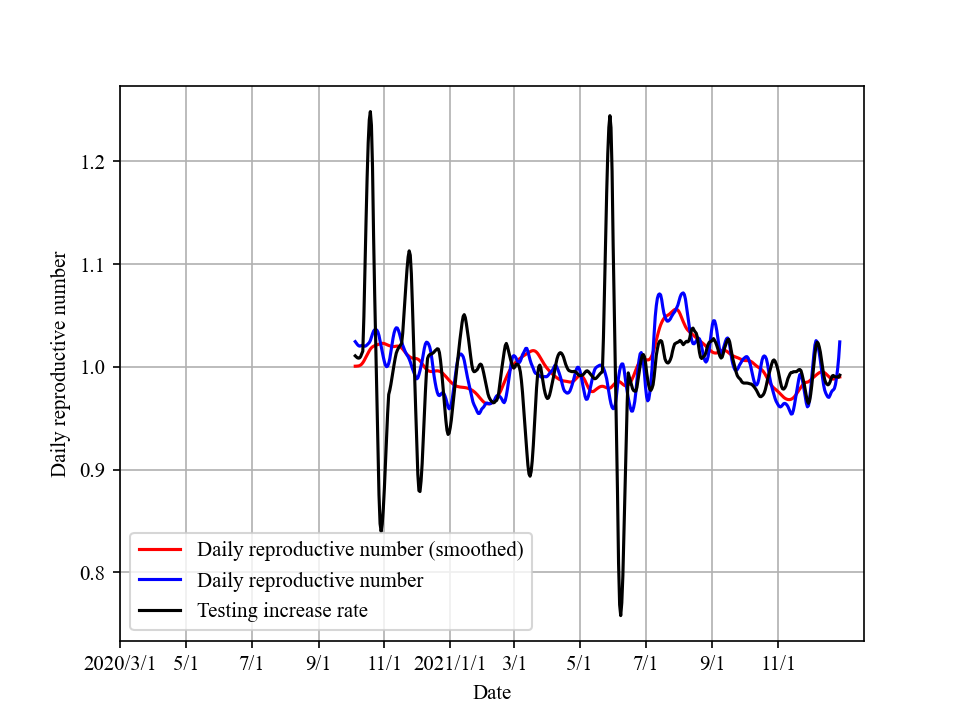 1.2
1.1
1.0
0.9
0.8
Daily reproductive number
Daily reproductive number (smoothed)
Daily reproductive number
Testing increase rate
2020/3/1 5/1 7/1 9/1 11/1 2021/1/1 3/1 5/1 7/1 9/1 11/1
Date